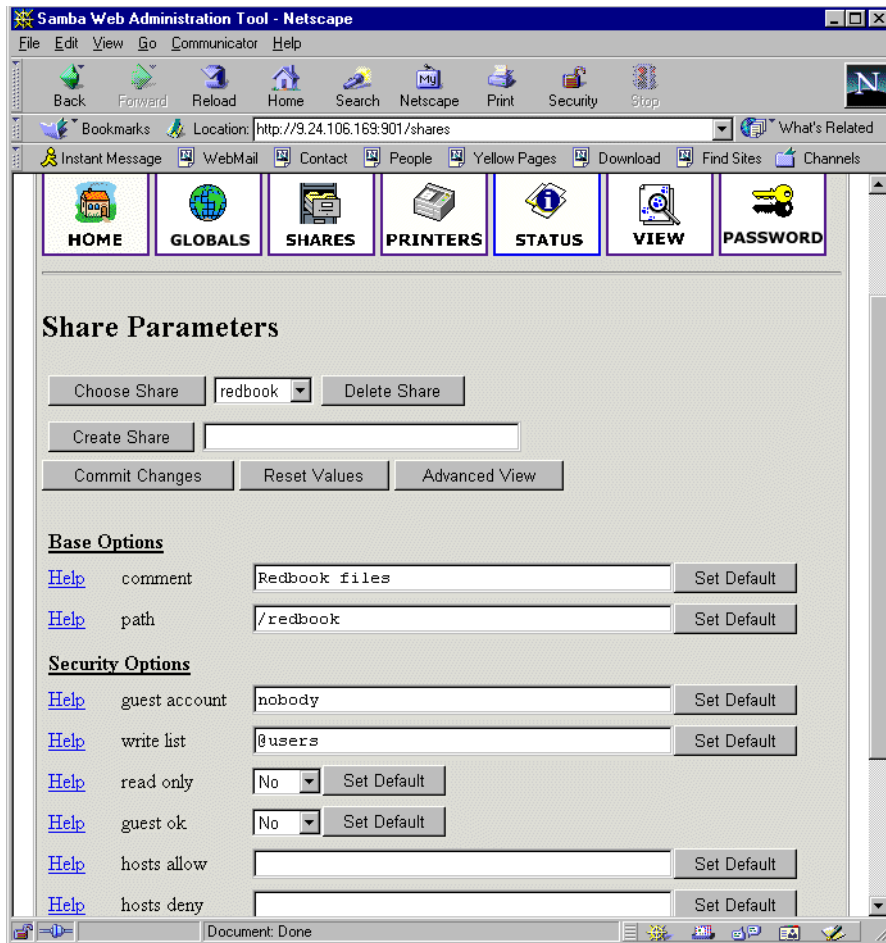 Samba Web Administration Tool - Netscape
File Edit View Go Communicator Help
Back Forward Reload Home Search Netscape Print Security Stop
My
N
Bookmarks Location: http://9.24.106.169:901/shares What's Related
Instant Message WebMail Contact People Yellow Pages Download Find Sites Channels
HOME GLOBALS SHARES PRINTERS STATUS VIEW PASSWORD
Share Parameters
Choose Share redbook Delete Share
Create Share
Commit Changes Reset Values Advanced View
Base Options
Help comment Redbook files Set Default
Help path /redbook Set Default
Security Options
Help guest account nobody Set Default
Help write list @users Set Default
Help read only No Set Default
Help guest ok No Set Default
Help hosts allow Set Default
Help hosts deny Set Default
Document: Done